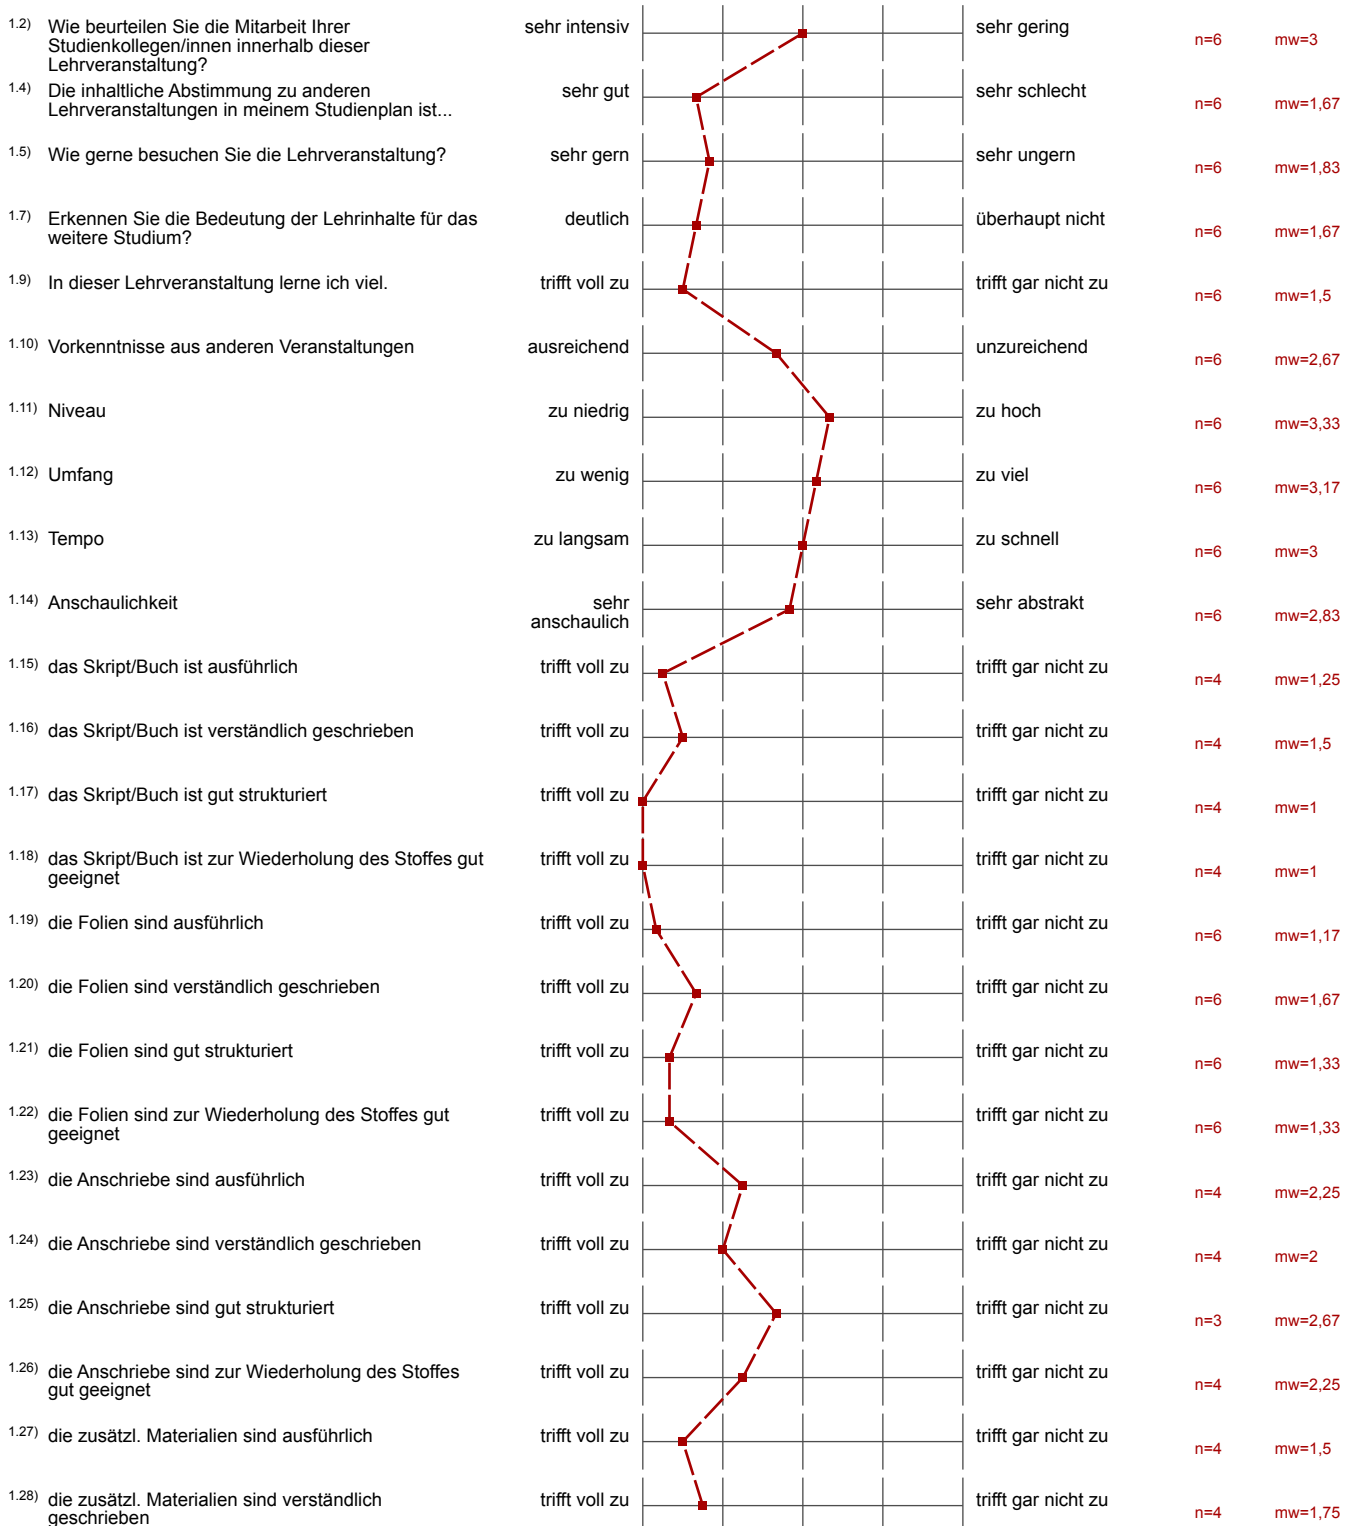 1.2) Wie beurteilen Sie die Mitarbeit Ihrer sehr intensiv sehr gering n=6 mw=3
Studienkollegen/innen innerhalb dieser
Lehrveranstaltung?
1.4) Die inhaltliche Abstimmung zu anderen sehr gut sehr schlecht n=6 mw=1,67
Lehrveranstaltungen in meinem Studienplan ist...
1.5) Wie gerne besuchen Sie die Lehrveranstaltung? sehr gern sehr ungern n=6 mw=1,83
1.7) Erkennen Sie die Bedeutung der Lehrinhalte für das deutlich überhaupt nicht n=6 mw=1,67
weitere Studium?
1.9) In dieser Lehrveranstaltung lerne ich viel. trifft voll zu trifft gar nicht zu n=6 mw=1,5
1.10) Vorkenntnisse aus anderen Veranstaltungen ausreichend unzureichend n=6 mw=2,67
1.11) Niveau zu niedrig zu hoch n=6 mw=3,33
1.12) Umfang zu wenig zu viel n=6 mw=3,17
1.13) Tempo zu langsam zu schnell n=6 mw=3
1.14) Anschaulichkeit sehr sehr abstrakt n=6 mw=2,83
anschaulich
1.15) das Skript/Buch ist ausführlich trifft voll zu trifft gar nicht zu n=4 mw=1,25
1.16) das Skript/Buch ist verständlich geschrieben trifft voll zu trifft gar nicht zu n=4 mw=1,5
1.17) das Skript/Buch ist gut strukturiert trifft voll zu trifft gar nicht zu n=4 mw=1
1.18) das Skript/Buch ist zur Wiederholung des Stoffes gut trifft voll zu trifft gar nicht zu n=4 mw=1
geeignet
1.19) die Folien sind ausführlich trifft voll zu trifft gar nicht zu n=6 mw=1,17
1.20) die Folien sind verständlich geschrieben trifft voll zu trifft gar nicht zu n=6 mw=1,67
1.21) die Folien sind gut strukturiert trifft voll zu trifft gar nicht zu n=6 mw=1,33
1.22) die Folien sind zur Wiederholung des Stoffes gut trifft voll zu trifft gar nicht zu n=6 mw=1,33
geeignet
1.23) die Anschriebe sind ausführlich trifft voll zu trifft gar nicht zu n=4 mw=2,25
1.24) die Anschriebe sind verständlich geschrieben trifft voll zu trifft gar nicht zu n=4 mw=2
1.25) die Anschriebe sind gut strukturiert trifft voll zu trifft gar nicht zu n=3 mw=2,67
1.26) die Anschriebe sind zur Wiederholung des Stoffes trifft voll zu trifft gar nicht zu n=4 mw=2,25
gut geeignet
1.27) die zusätzl. Materialien sind ausführlich trifft voll zu trifft gar nicht zu n=4 mw=1,5
1.28) die zusätzl. Materialien sind verständlich trifft voll zu trifft gar nicht zu n=4 mw=1,75
geschrieben